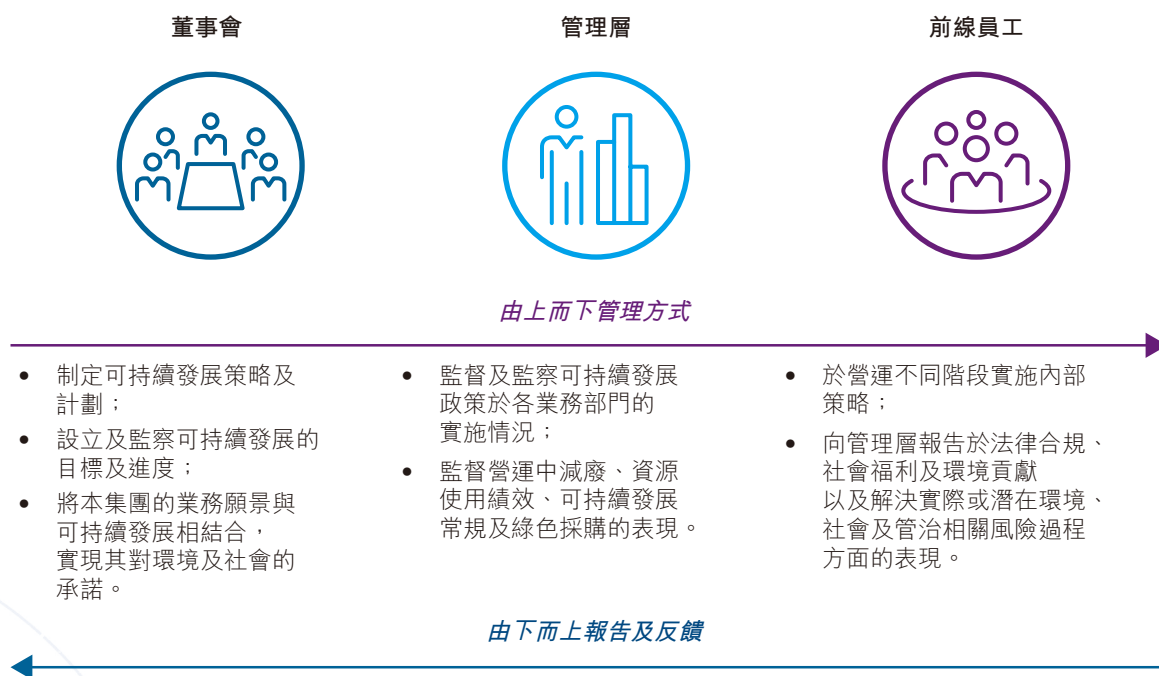 董事會
管理層
前線員工
由上而下管理方式
• 制定可持續發展策略及
計劃；
• 設立及監察可持續發展的
目標及進度；
• 將本集團的業務願景與
可持續發展相結合，
實現其對環境及社會的
承諾。
• 監督及監察可持續發展
政策於各業務部門的
實施情況；
• 監督營運中減廢、資源
使用績效、可持續發展
常規及綠色採購的表現。
• 於營運不同階段實施內部
策略；
• 向管理層報告於法律合規、
社會福利及環境貢獻
以及解決實際或潛在環境、
社會及管治相關風險過程
方面的表現。
由下而上報告及反饋